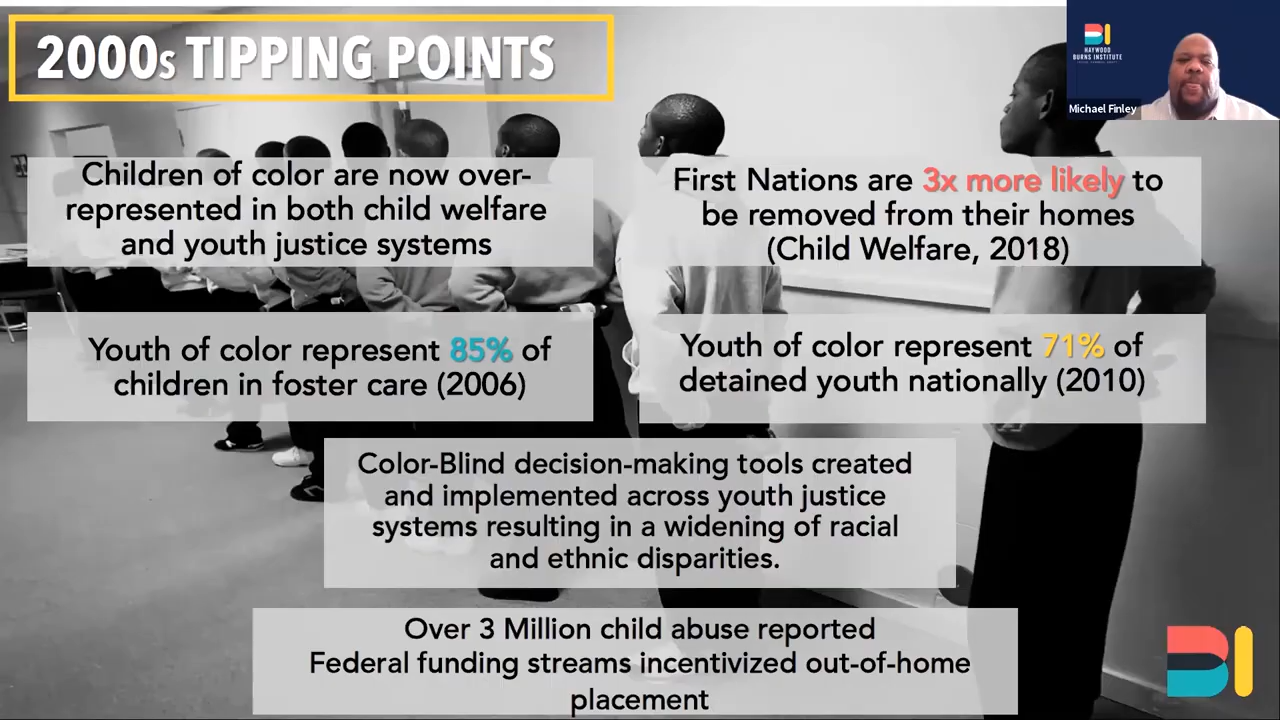 2000s TIPPING POINTS
HAYWOOD
BURNS INSTITUTE
Michael Finley
Children of color are now over-
represented in both child welfare
and youth justice systems
First Nations are 3x more likely to
be removed from their homes
(Child Welfare, 2018)
Youth of color represent 85% of
children in foster care (2006)
Youth of color represent 71% of
detained youth nationally (2010)
Color-Blind decision-making tools created
and implemented across youth justice
systems resulting in a widening of racial
and ethnic disparities.
Over 3 Million child abuse reported
Federal funding streams incentivized out-of-home
placement
BI